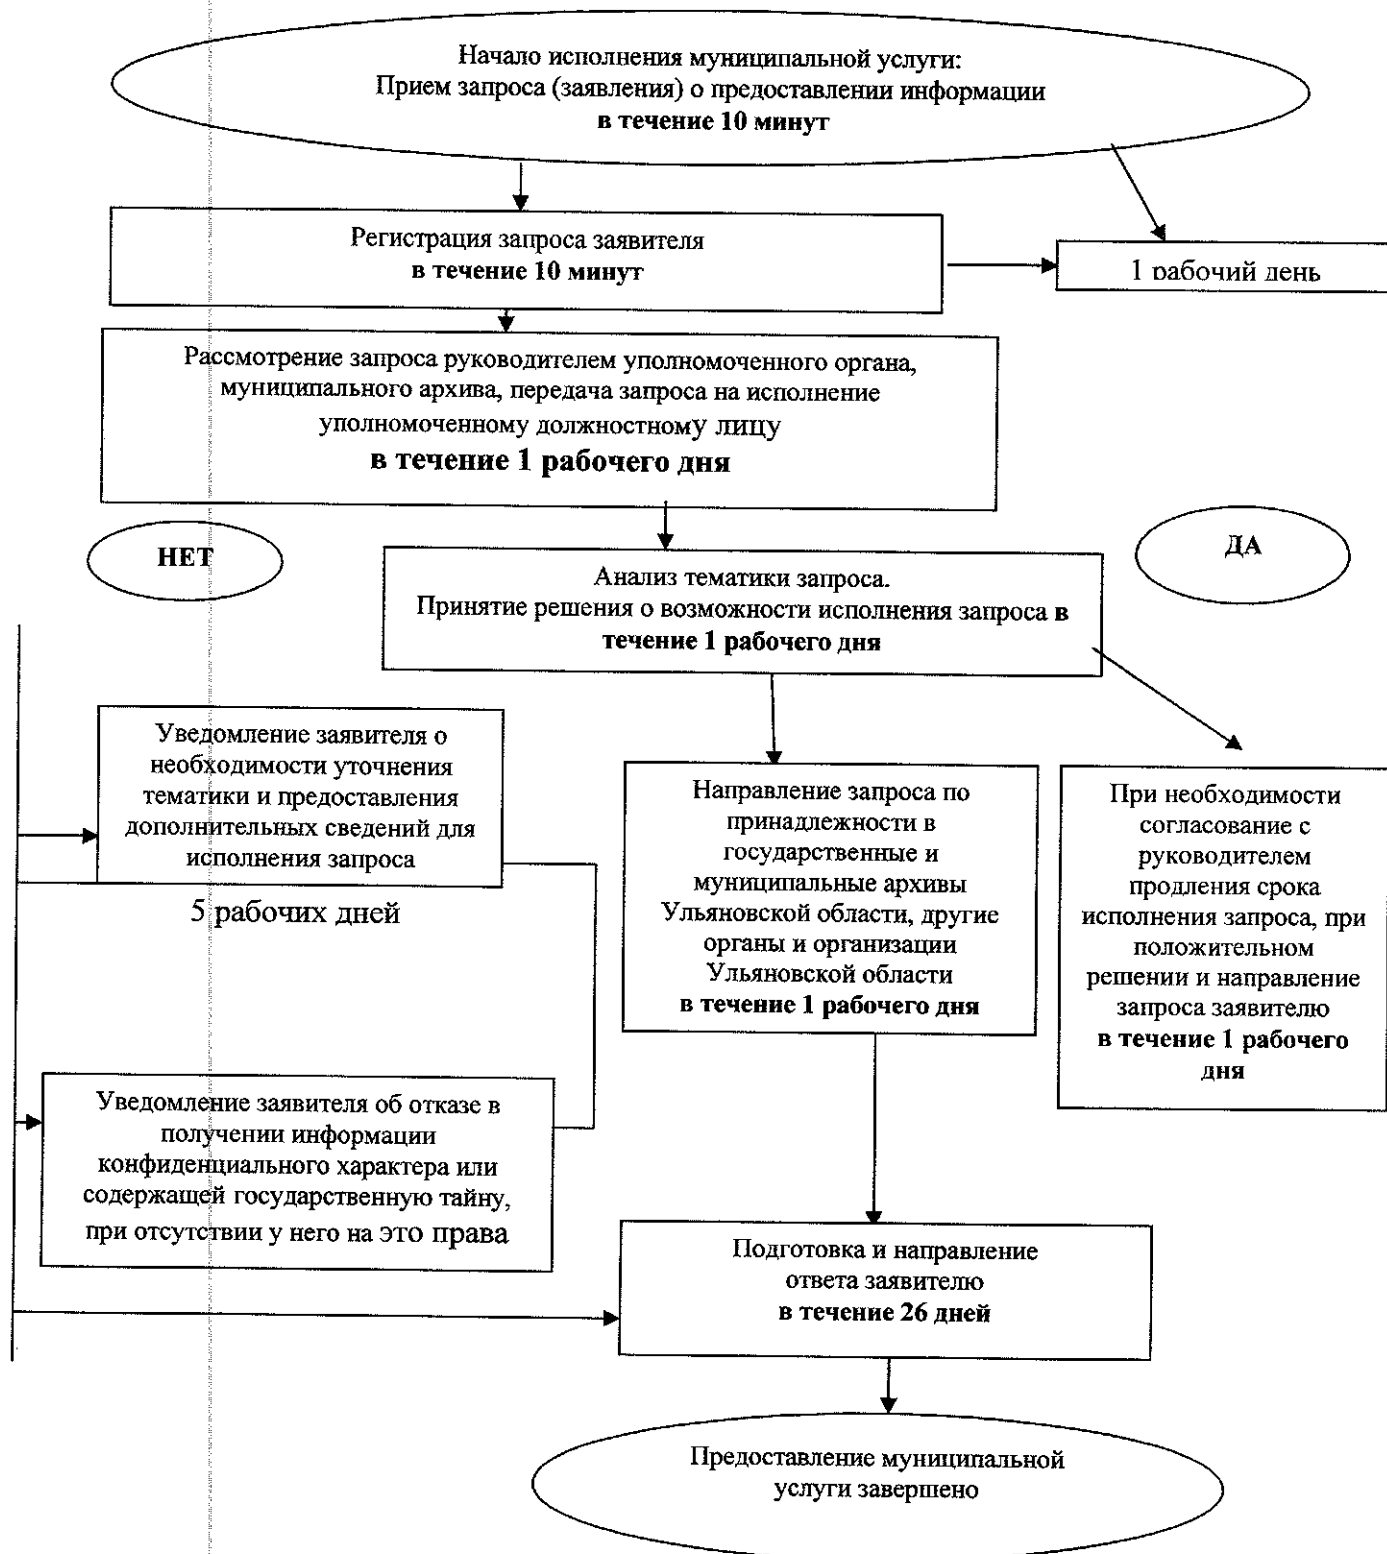 Начало исполнения муниципальной услуги:
Прием запроса (заявления) о предоставлении информации
в течение 10 минут
Регистрация запроса заявителя
в течение 10 минут
1 рабочий день
Рассмотрение запроса руководителем уполномоченного органа,
муниципального архива, передача запроса на исполнение
уполномоченному должностному лицу
в течение 1 рабочего дня
НЕТ
ДА
Анализ тематики запроса.
Принятие решения о возможности исполнения запроса в
течение 1 рабочего дня
Уведомление заявителя о
необходимости уточнения
тематики и предоставления
дополнительных сведений для
исполнения запроса
5 рабочих дней
Направление запроса по
принадлежности в
государственные и
муниципальные архивы
Ульяновской области, другие
органы и организации
Ульяновской области
в течение 1 рабочего дня
При необходимости
согласование с
руководителем
продления срока
исполнения запроса, при
положительном
решении и направление
запроса заявителю
в течение 1 рабочего
дня
Уведомление заявителя об отказе в
получении информации
конфиденциального характера или
содержащей государственную тайну,
при отсутствии у него на это права
Подготовка и направление
ответа заявителю
в течение 26 дней
Предоставление муниципальной
услуги завершено